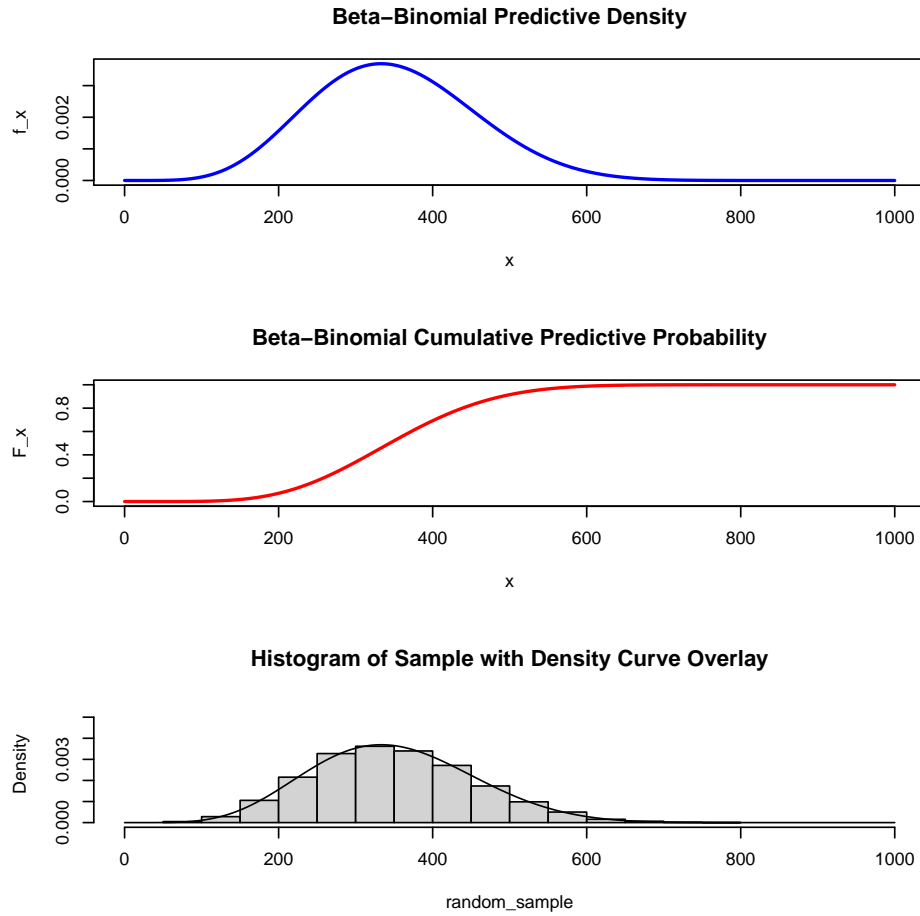 Beta−Binomial Predictive Density
f_x
0.000 0.002
0 200 400 600 800 1000
x
Beta−Binomial Cumulative Predictive Probability
F_x
0.0 0.4 0.8
0 200 400 600 800 1000
x
Histogram of Sample with Density Curve Overlay
Density
0.000 0.003
0 200 400 600 800 1000
random_sample